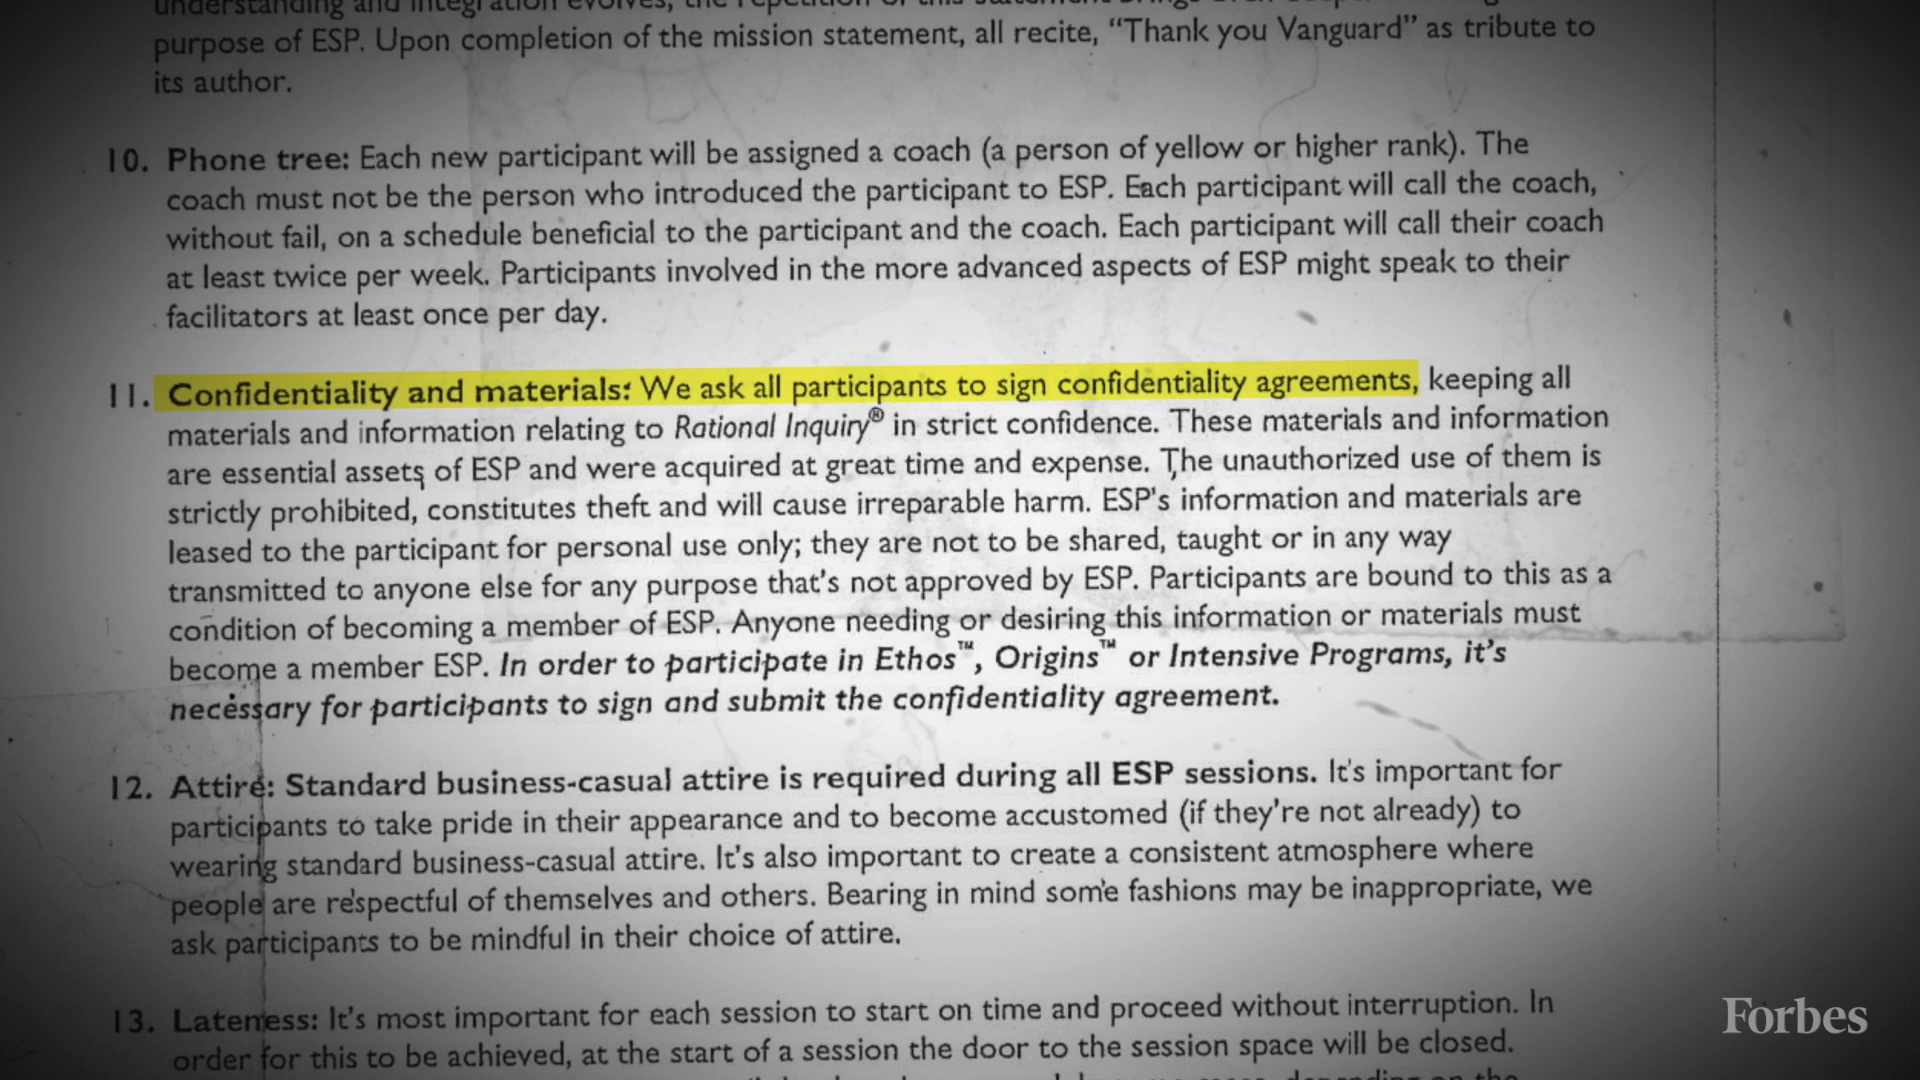 understanding and integration evolves, the repetition of this statement brings
purpose of ESP. Upon completion of the mission statement, all recite, “Thank you Vanguard” as tribute to
its author.
10. Phone tree: Each new participant will be assigned a coach (a person of yellow or higher rank). The
coach must not be the person who introduced the participant to ESP. Each participant will call the coach,
without fail, on a schedule beneficial to the participant and the coach. Each participant will call their coach
at least twice per week. Participants involved in the more advanced aspects of ESP might speak to their
facilitators at least once per day.
11. Confidentiality and materials: We ask all participants to sign confidentiality agreements, keeping all
materials and information relating to Rational Inquiry® in strict confidence. These materials and information
are essential assets of ESP and were acquired at great time and expense. The unauthorized use of them is
strictly prohibited, constitutes theft and will cause irreparable harm. ESP's information and materials are
leased to the participant for personal use only; they are not to be shared, taught or in any way
transmitted to anyone else for any purpose that's not approved by ESP. Participants are bound to this as a
condition of becoming a member of ESP. Anyone needing or desiring this information or materials must
become a member ESP. In order to participate in Ethos™, Origins™ or Intensive Programs, it's
necessary for participants to sign and submit the confidentiality agreement.
12. Attire: Standard business-casual attire is required during all ESP sessions. It's important for
participants to take pride in their appearance and to become accustomed (if they're not already) to
wearing standard business-casual attire. It's also important to create a consistent atmosphere where
people are respectful of themselves and others. Bearing in mind some fashions may be inappropriate, we
ask participants to be mindful in their choice of attire.
13. Lateness: It's most important for each session to start on time and proceed without interruption. In
order for this to be achieved, at the start of a session the door to the session space will be closed.
depending on the
Forbes